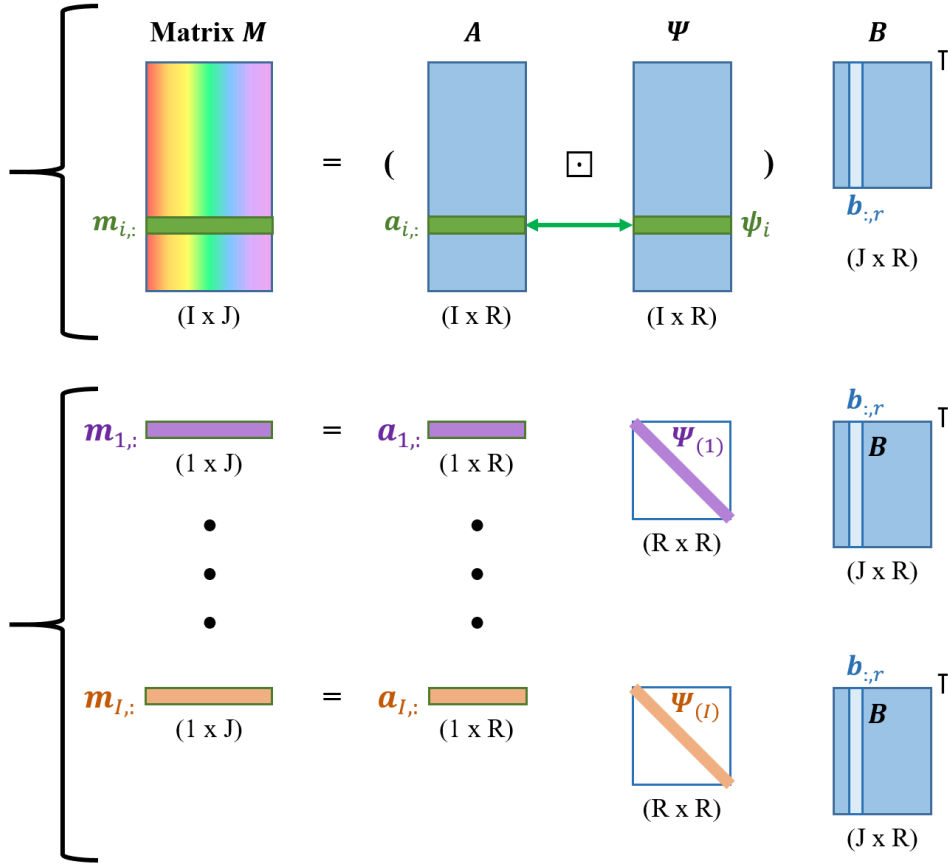 Matrix M A Ψ B
T
= ( ⊡ )
m_{i,:} a_{i,:} ψ_i b_{:,r}
(I x J) (I x R) (I x R) (J x R)
b_{:,r}
m_{1,:} = a_{1,:} Ψ_{(1)} B T
(1 x J) (1 x R) (R x R) (J x R)
b_{:,r}
m_{I,:} = a_{I,:} Ψ_{(I)} B T
(1 x J) (1 x R) (R x R) (J x R)